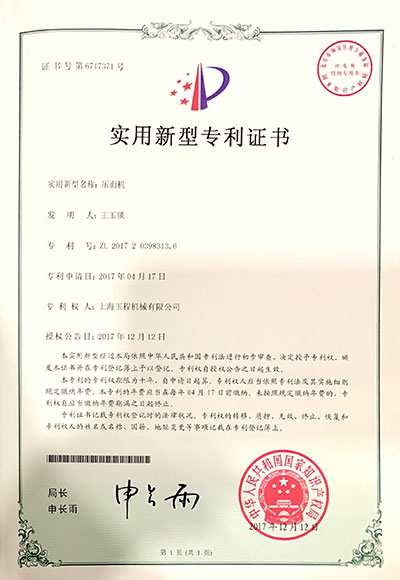 证书号第6717371号
实用新型专利证书
实用新型名称：压面机
发 明 人：王玉锁
专 利 号：ZL 2017 2 0398313.6
专利申请日：2017年04月17日
专 利 权 人：上海玉程机械有限公司
授权公告日：2017年12月12日
本实用新型经过本局依照中华人民共和国专利法进行初步审查，决定授予专利权，颁
发本证书并在专利登记簿上予以登记。专利权自授权公告之日起生效。
本专利的专利权期限为十年，自申请日起算。专利权人应当依照专利法及其实施细则
规定缴纳年费。本专利的年费应当在每年04月17日前缴纳。未按照规定缴纳年费的，专
利权自应当缴纳年费期满之日起终止。
专利证书记载专利权登记时的法律状况。专利权的转移、质押、无效、终止、恢复和
专利权人的姓名或名称、国籍、地址变更等事项记载在专利登记簿上。
局长
申长雨
申长雨
中华人民共和国国家知识产权局
2017年12月12日
第1页(共1页)